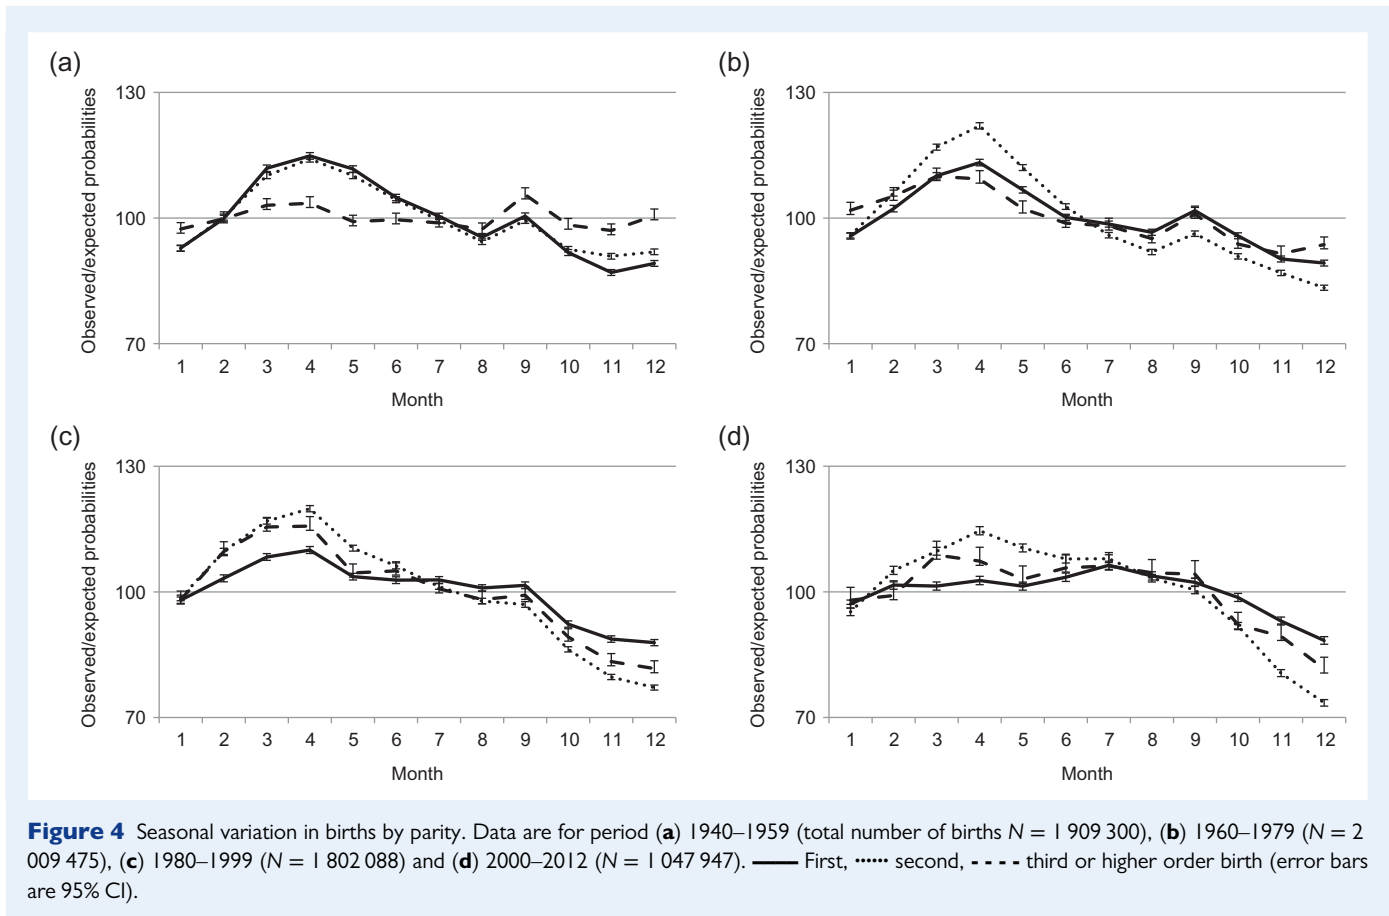 (a)
Observed/expected probabilities
130
100
70
1 2 3 4 5 6 7 8 9 10 11 12
Month
(b)
Observed/expected probabilities
130
100
70
1 2 3 4 5 6 7 8 9 10 11 12
Month
(c)
Observed/expected probabilities
130
100
70
1 2 3 4 5 6 7 8 9 10 11 12
Month
(d)
Observed/expected probabilities
130
100
70
1 2 3 4 5 6 7 8 9 10 11 12
Month
Figure 4 Seasonal variation in births by parity. Data are for period (a) 1940–1959 (total number of births N = 1 909 300), (b) 1960–1979 (N = 2
009 475), (c) 1980–1999 (N = 1 802 088) and (d) 2000–2012 (N = 1 047 947). First, second, third or higher order birth (error bars
are 95% CI).